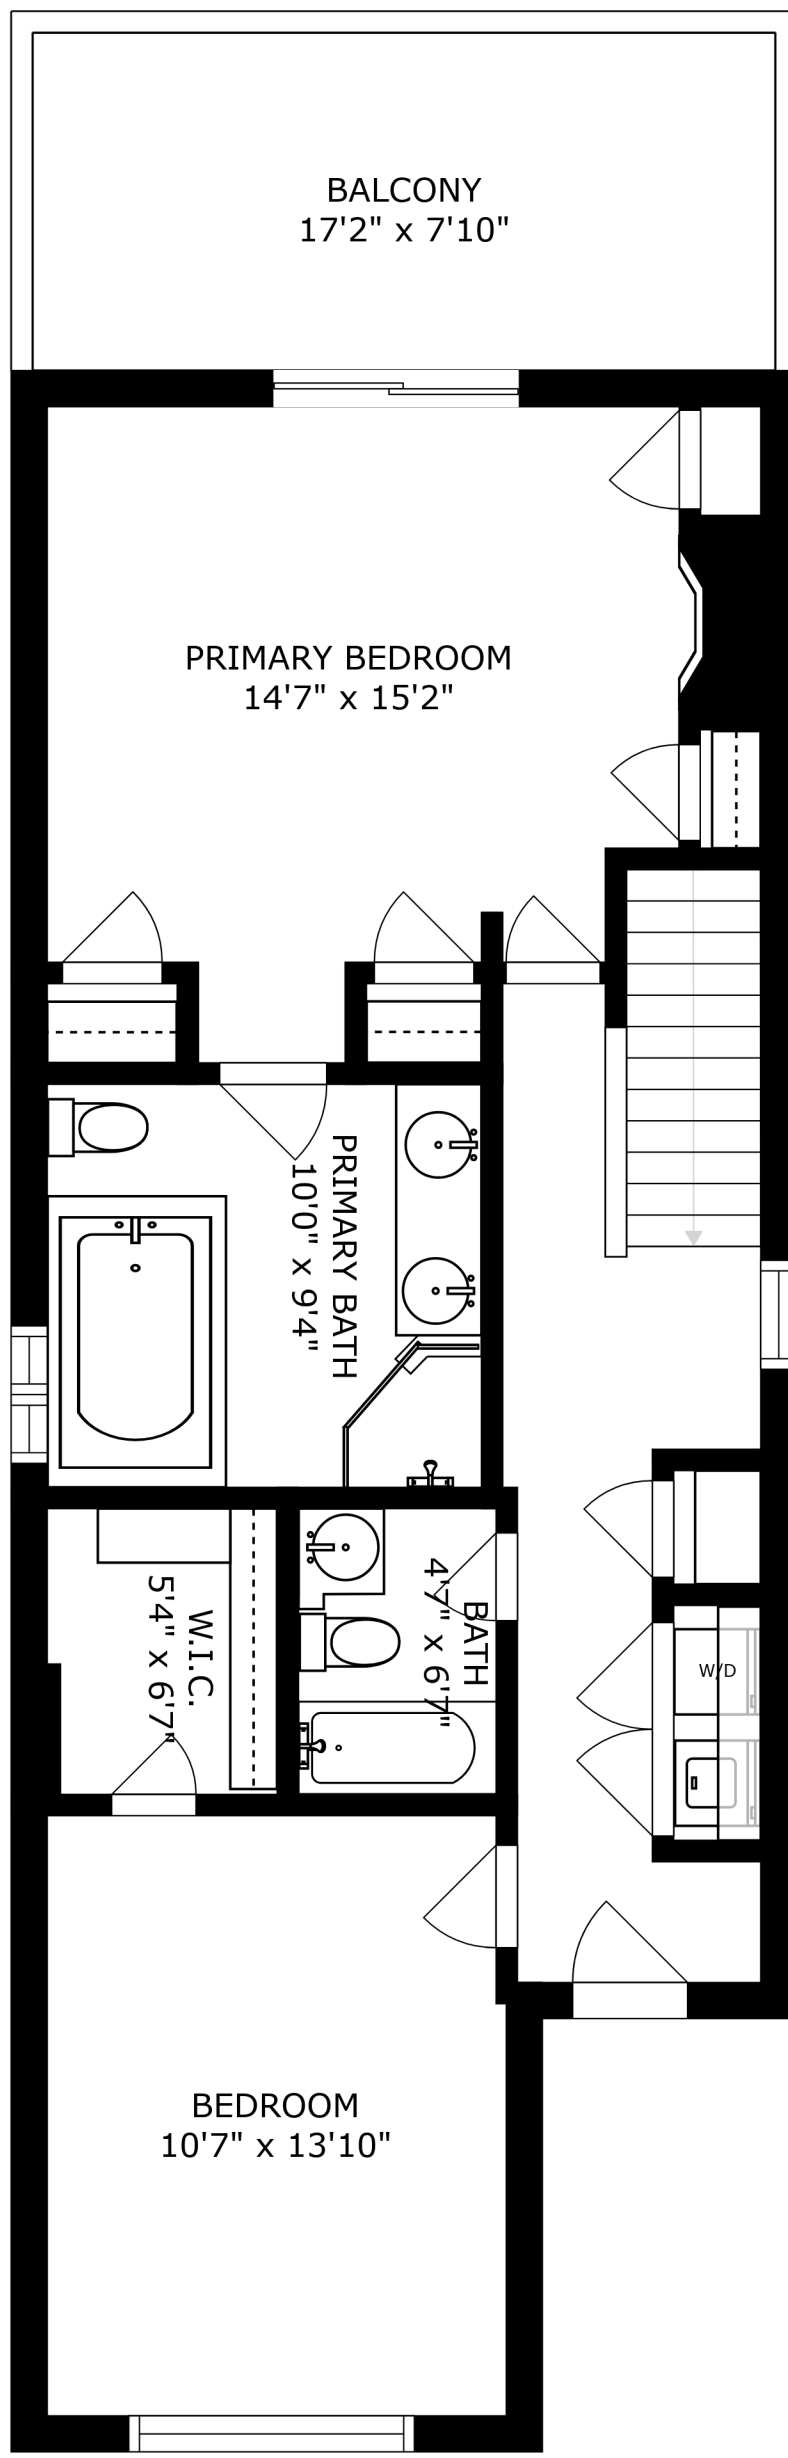 BALCONY
17'2" x 7'10"
PRIMARY BEDROOM
14'7" x 15'2"
PRIMARY BATH
10'0" x 9'4"
W.I.C.
5'4" x 6'7"
BATH
4'7" x 6'7"
W/D
BEDROOM
10'7" x 13'10"